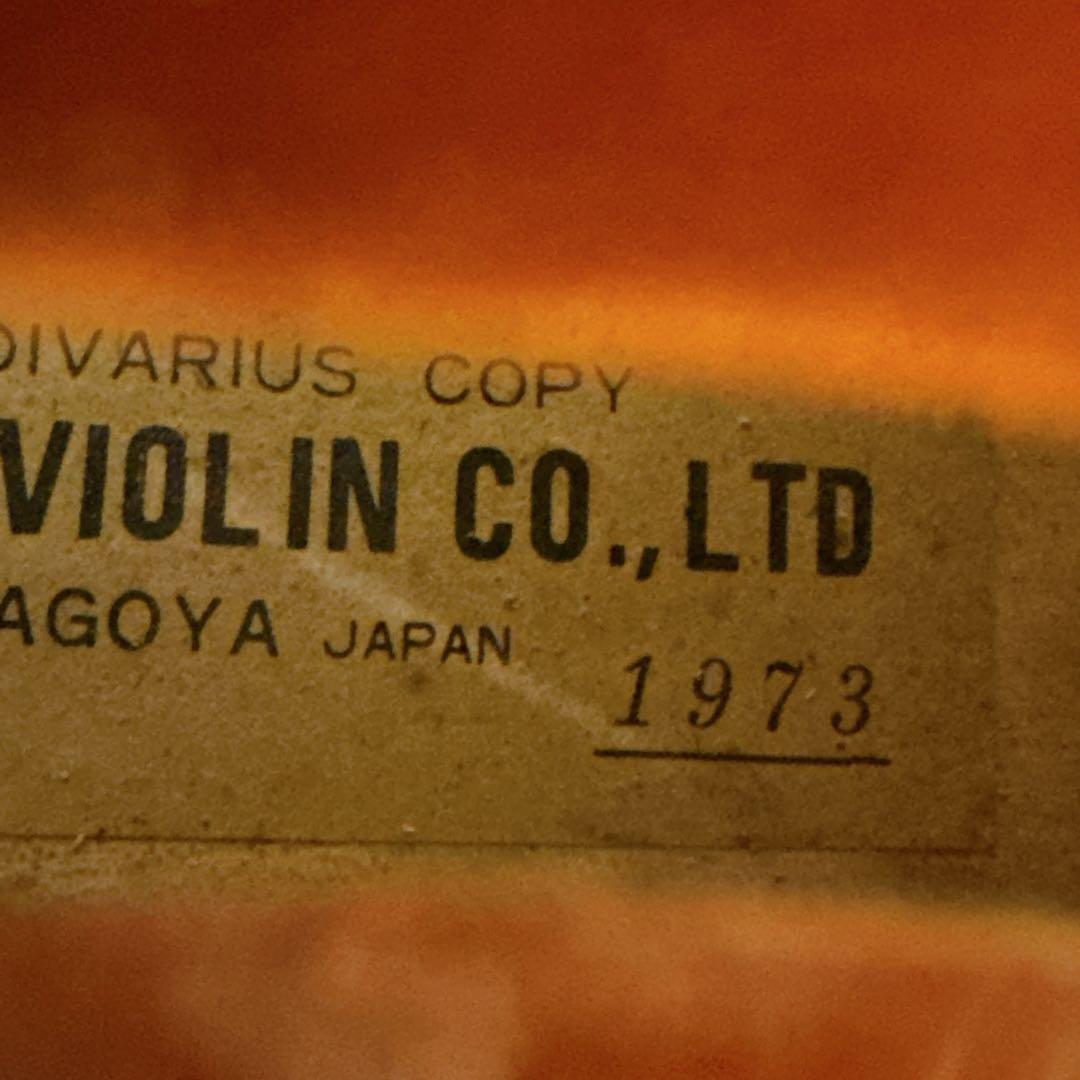 DIVARIUS COPY
VIOLIN CO., LTD
AGOYA JAPAN
1973